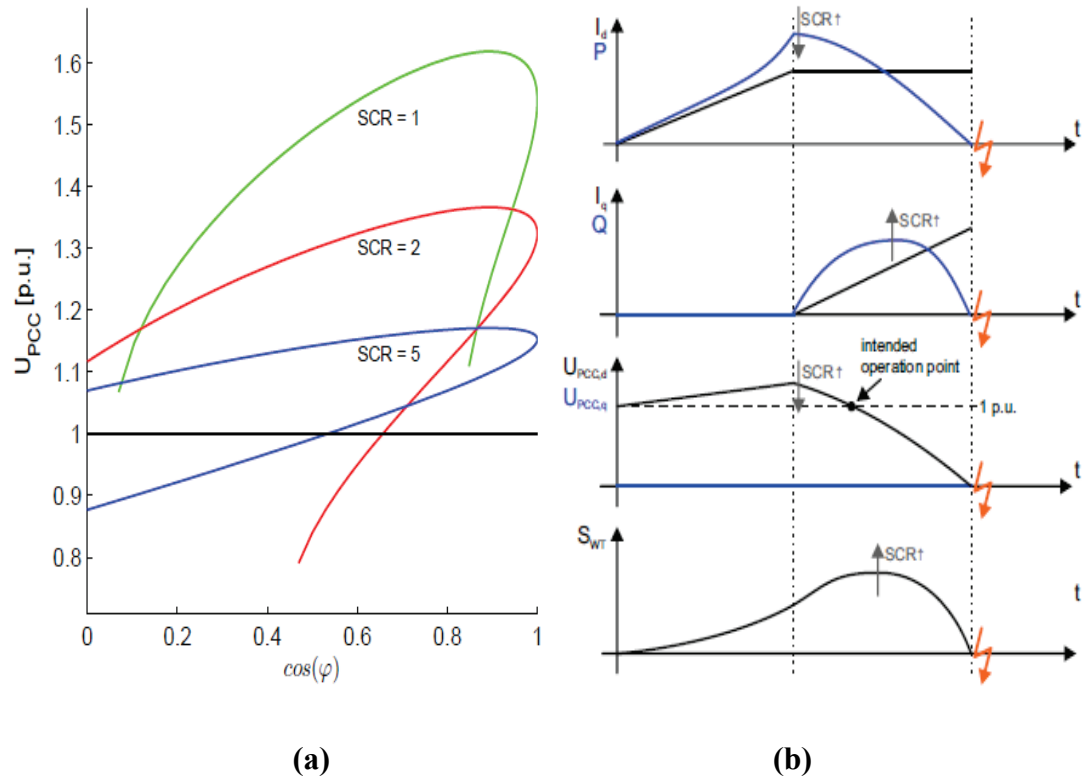 U_PCC [p.u.]
1.6
1.5
1.4
1.3
1.2
1.1
1
0.9
0.8
SCR = 1
SCR = 2
SCR = 5
0 0.2 0.4 0.6 0.8 1
cos(φ)
(a)
I_d
P
SCR↑
t
I_q
Q
SCR↑
t
U_PCC,d
U_PCC,q
SCR↑
intended
operation point
1 p.u.
t
S_WT
SCR↑
t
(b)